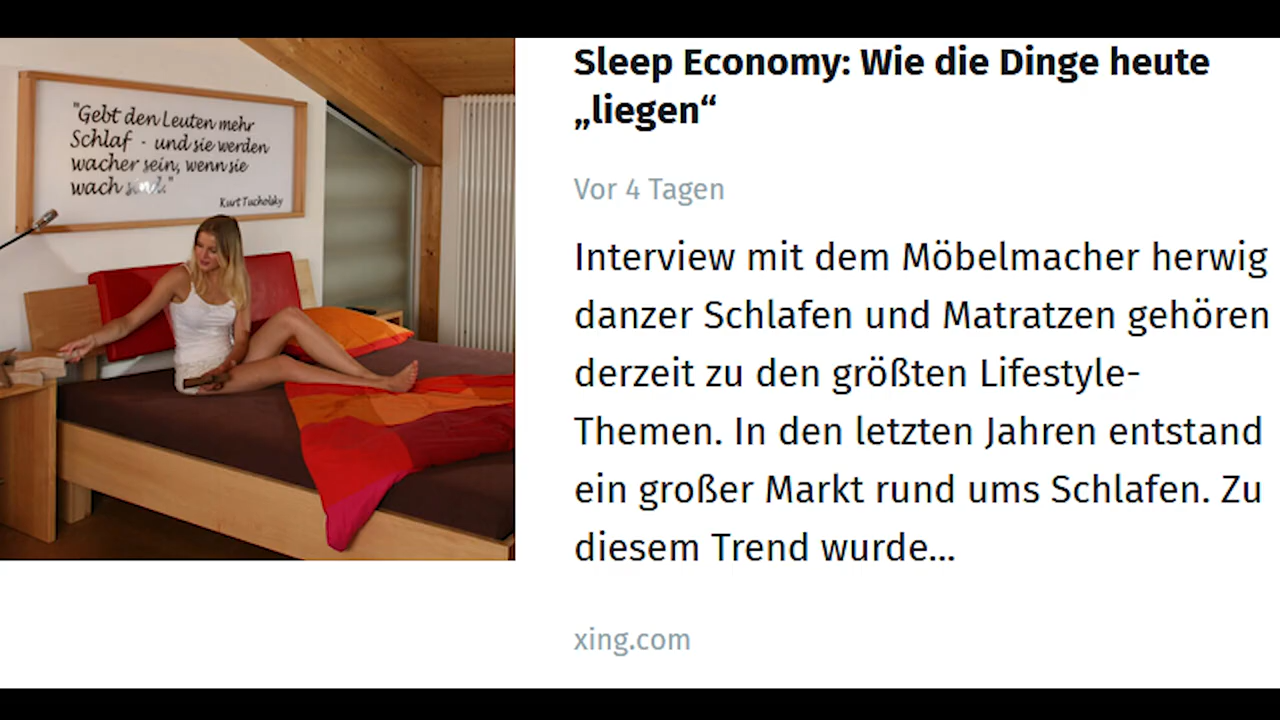 "Gebt den Leuten mehr
Schlaf - und sie werden
wacher sein, wenn sie
wach sind."
Kurt Tucholsky
Sleep Economy: Wie die Dinge heute
„liegen“
Vor 4 Tagen
Interview mit dem Möbelmacher herwig
danzer Schlafen und Matratzen gehören
derzeit zu den größten Lifestyle-
Themen. In den letzten Jahren entstand
ein großer Markt rund ums Schlafen. Zu
diesem Trend wurde...
xing.com